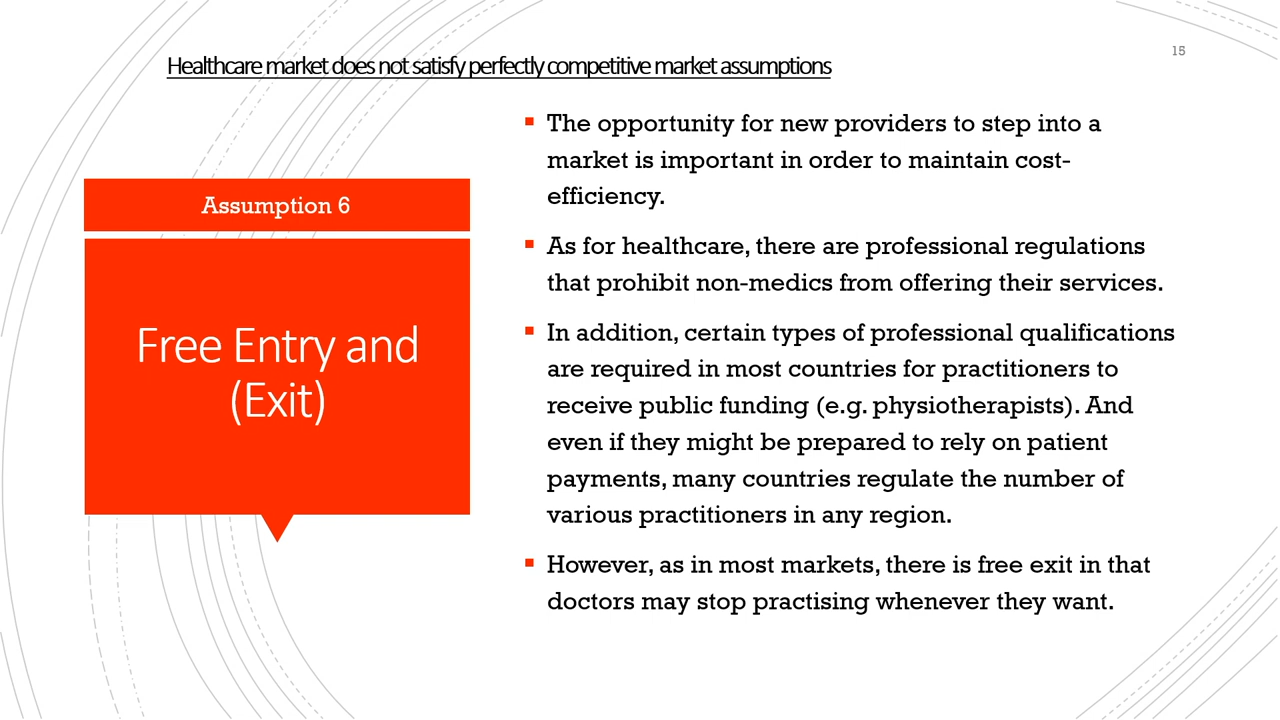 Healthcare market does not satisfy perfectly competitive market assumptions
15
Assumption 6
Free Entry and
(Exit)
The opportunity for new providers to step into a
market is important in order to maintain cost-
efficiency.
As for healthcare, there are professional regulations
that prohibit non-medics from offering their services.
In addition, certain types of professional qualifications
are required in most countries for practitioners to
receive public funding (e.g. physiotherapists). And
even if they might be prepared to rely on patient
payments, many countries regulate the number of
various practitioners in any region.
However, as in most markets, there is free exit in that
doctors may stop practising whenever they want.